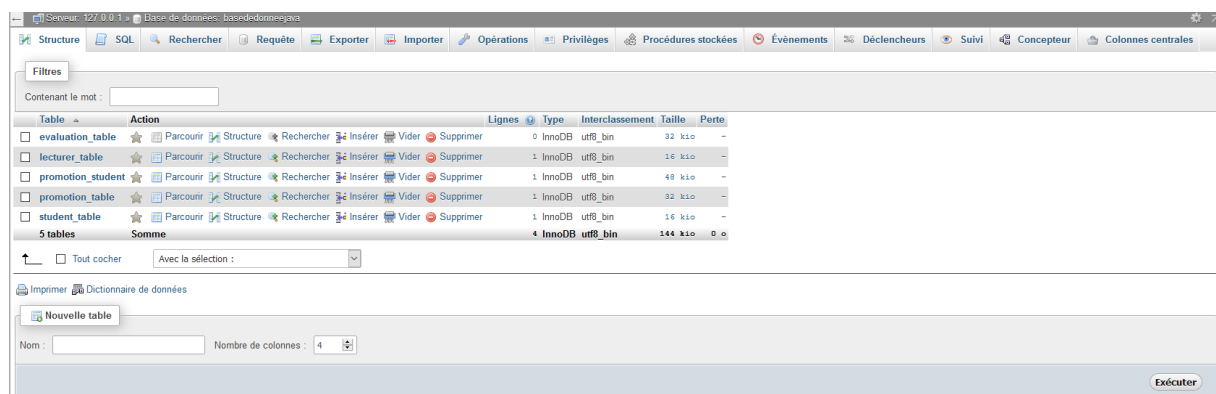 Serveur: 127.0.0.1 » Base de données: basededonneejava
Structure SQL Rechercher Requête Exporter Importer Opérations Privilèges Procédures stockées Évènements Déclencheurs Suivi Concepteur Colonnes centrales
Filtres
Contenant le mot :
Table Action Lignes Type Interclassement Taille Perte
evaluation_table Parcourir Structure Rechercher Insérer Vider Supprimer 0 InnoDB utf8_bin 32 kio -
lecturer_table Parcourir Structure Rechercher Insérer Vider Supprimer 1 InnoDB utf8_bin 16 kio -
promotion_student Parcourir Structure Rechercher Insérer Vider Supprimer 1 InnoDB utf8_bin 48 kio -
promotion_table Parcourir Structure Rechercher Insérer Vider Supprimer 1 InnoDB utf8_bin 32 kio -
student_table Parcourir Structure Rechercher Insérer Vider Supprimer 1 InnoDB utf8_bin 16 kio -
5 tables Somme 4 InnoDB utf8_bin 144 kio 0 o
Tout cocher Avec la sélection :
Imprimer Dictionnaire de données
Nouvelle table
Nom : Nombre de colonnes : 4
Exécuter